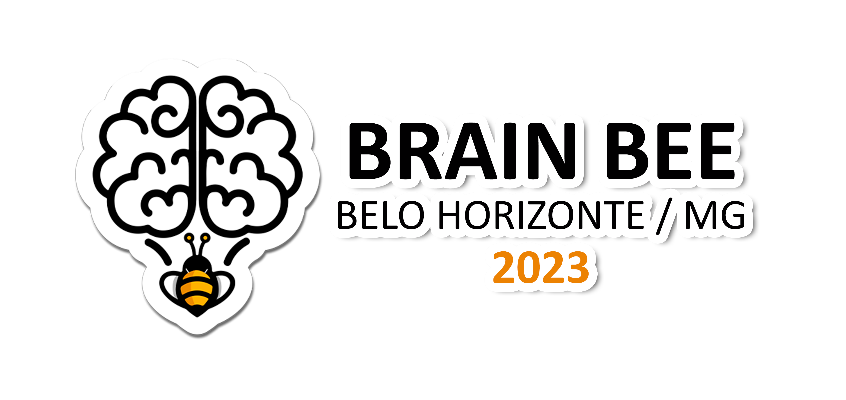 BRAIN BEE
BELO HORIZONTE / MG
2023